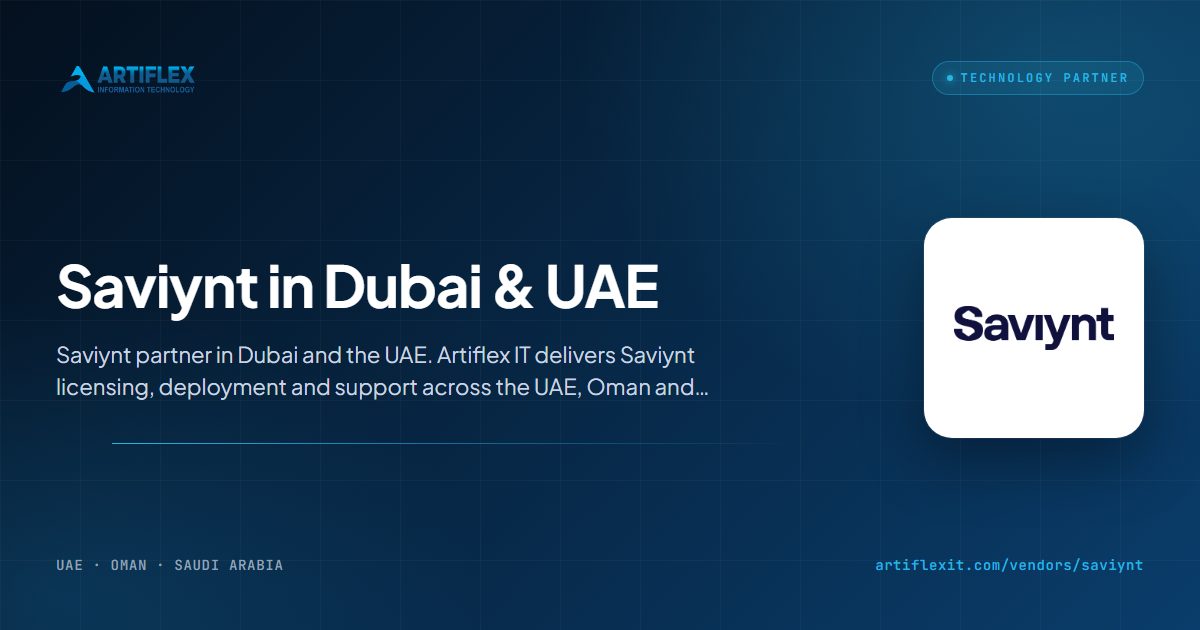 ARTIFLEX
INFORMATION TECHNOLOGY
TECHNOLOGY PARTNER
Saviynt in Dubai & UAE
Saviynt partner in Dubai and the UAE. Artiflex IT delivers Saviynt
licensing, deployment and support across the UAE, Oman and...
Savıynt
UAE · OMAN · SAUDI ARABIA
artiflexit.com/vendors/saviynt